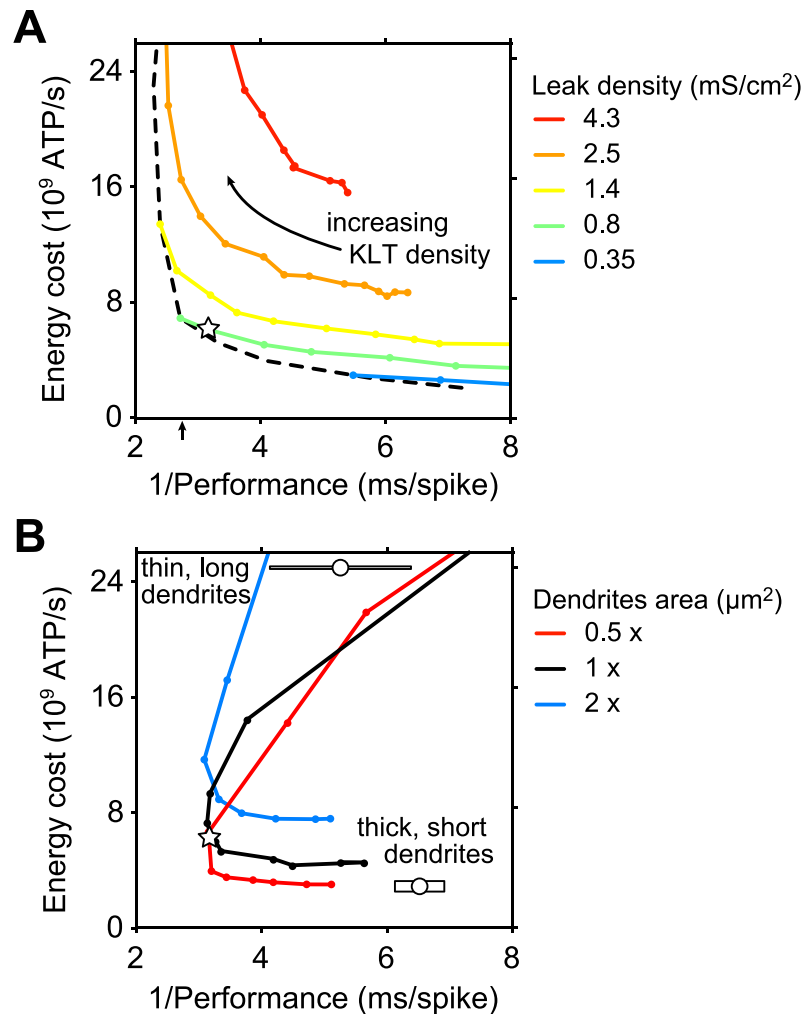 A
Energy cost (10⁹ ATP/s)
24
16
8
0
increasing
KLT density
2
4
6
8
1/Performance (ms/spike)
Leak density (mS/cm²)
4.3
2.5
1.4
0.8
0.35
B
Energy cost (10⁹ ATP/s)
24
16
8
0
thin, long
dendrites
thick, short
dendrites
2
4
6
8
1/Performance (ms/spike)
Dendrites area (µm²)
0.5 x
1 x
2 x